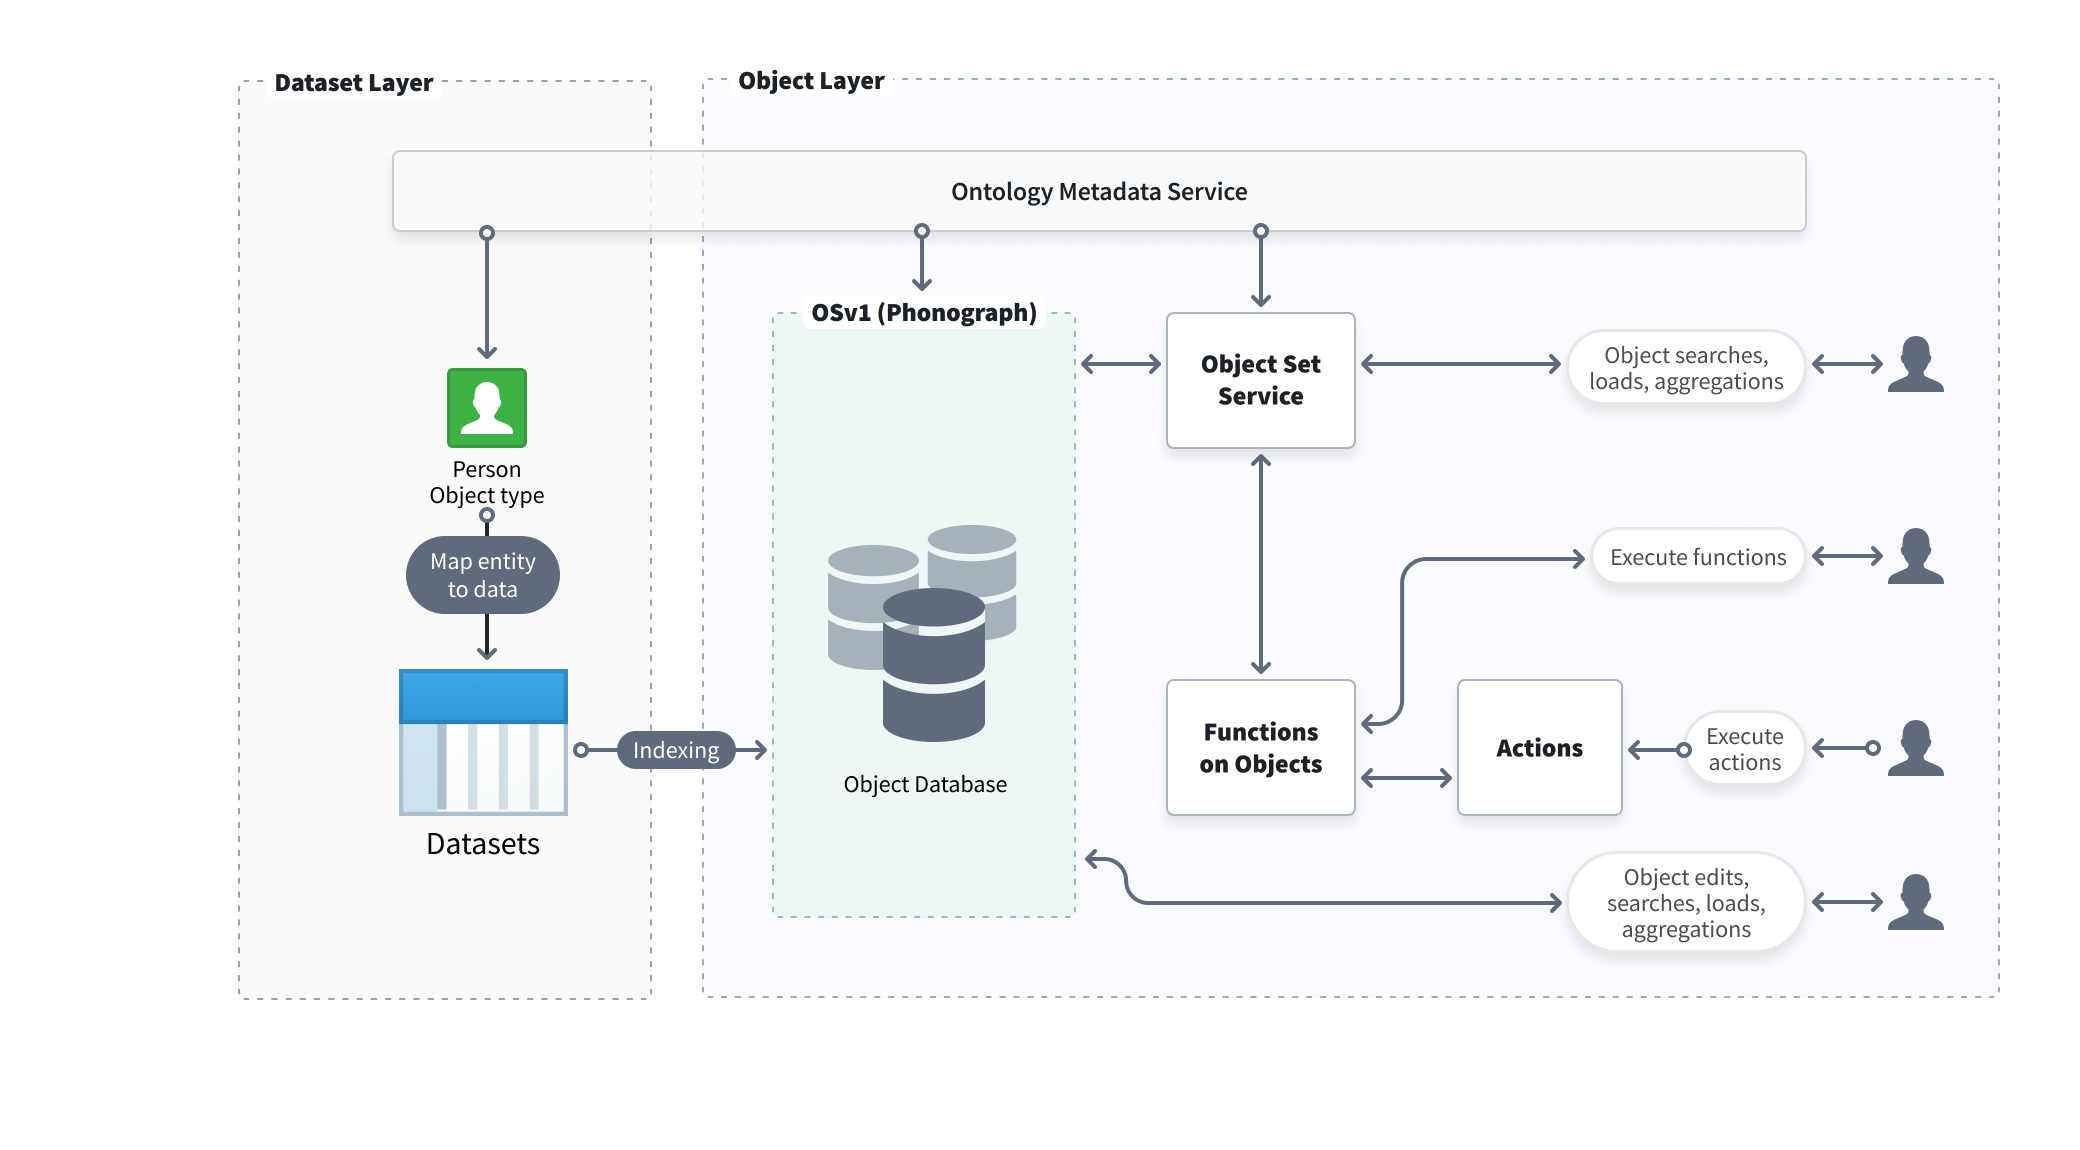 Dataset Layer
Object Layer
Ontology Metadata Service
Person
Object type
Map entity
to data
Datasets
Indexing
OSv1 (Phonograph)
Object Database
Object Set
Service
Object searches,
loads, aggregations
Execute functions
Functions
on Objects
Actions
Execute
actions
Object edits,
searches, loads,
aggregations